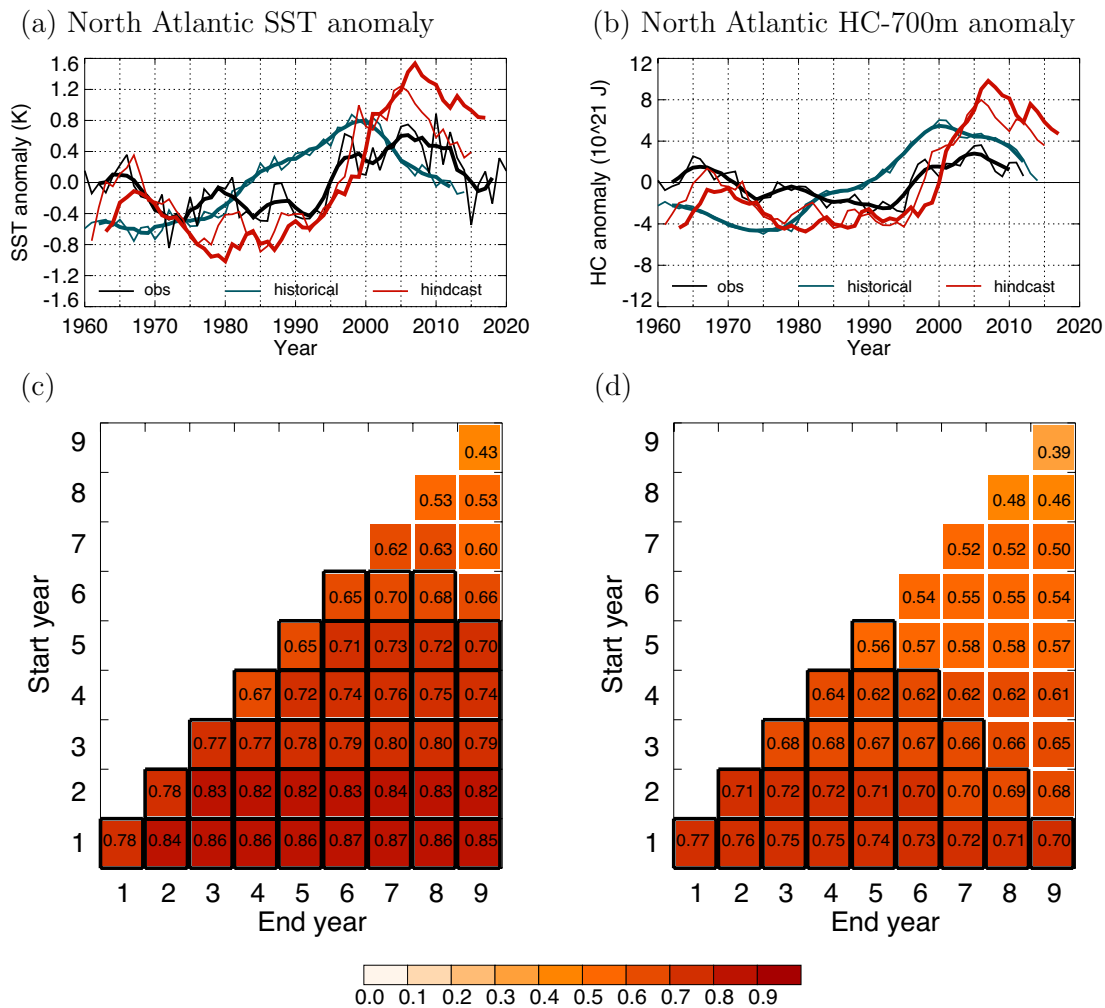 (a) North Atlantic SST anomaly
(b) North Atlantic HC-700m anomaly
SST anomaly (K)
1.6
1.2
0.8
0.4
0.0
-0.4
-0.8
-1.2
-1.6
obs historical hindcast
1960 1970 1980 1990 2000 2010 2020
Year
HC anomaly (10^21 J)
12
8
4
0
-4
-8
-12
obs historical hindcast
1960 1970 1980 1990 2000 2010 2020
Year
(c)
Start year
9 0.43
8 0.53 0.53
7 0.62 0.63 0.60
6 0.65 0.70 0.68 0.66
5 0.65 0.71 0.73 0.72 0.70
4 0.67 0.72 0.74 0.76 0.75 0.74
3 0.77 0.77 0.78 0.79 0.80 0.80 0.79
2 0.78 0.83 0.82 0.82 0.83 0.84 0.83 0.82
1 0.78 0.84 0.86 0.86 0.86 0.87 0.87 0.86 0.85
1 2 3 4 5 6 7 8 9
End year
(d)
Start year
9 0.39
8 0.48 0.46
7 0.52 0.52 0.50
6 0.54 0.55 0.55 0.54
5 0.56 0.57 0.58 0.58 0.57
4 0.64 0.62 0.62 0.62 0.62 0.61
3 0.68 0.68 0.67 0.67 0.66 0.66 0.65
2 0.71 0.72 0.72 0.71 0.70 0.70 0.69 0.68
1 0.77 0.76 0.75 0.75 0.74 0.73 0.72 0.71 0.70
1 2 3 4 5 6 7 8 9
End year
0.0 0.1 0.2 0.3 0.4 0.5 0.6 0.7 0.8 0.9